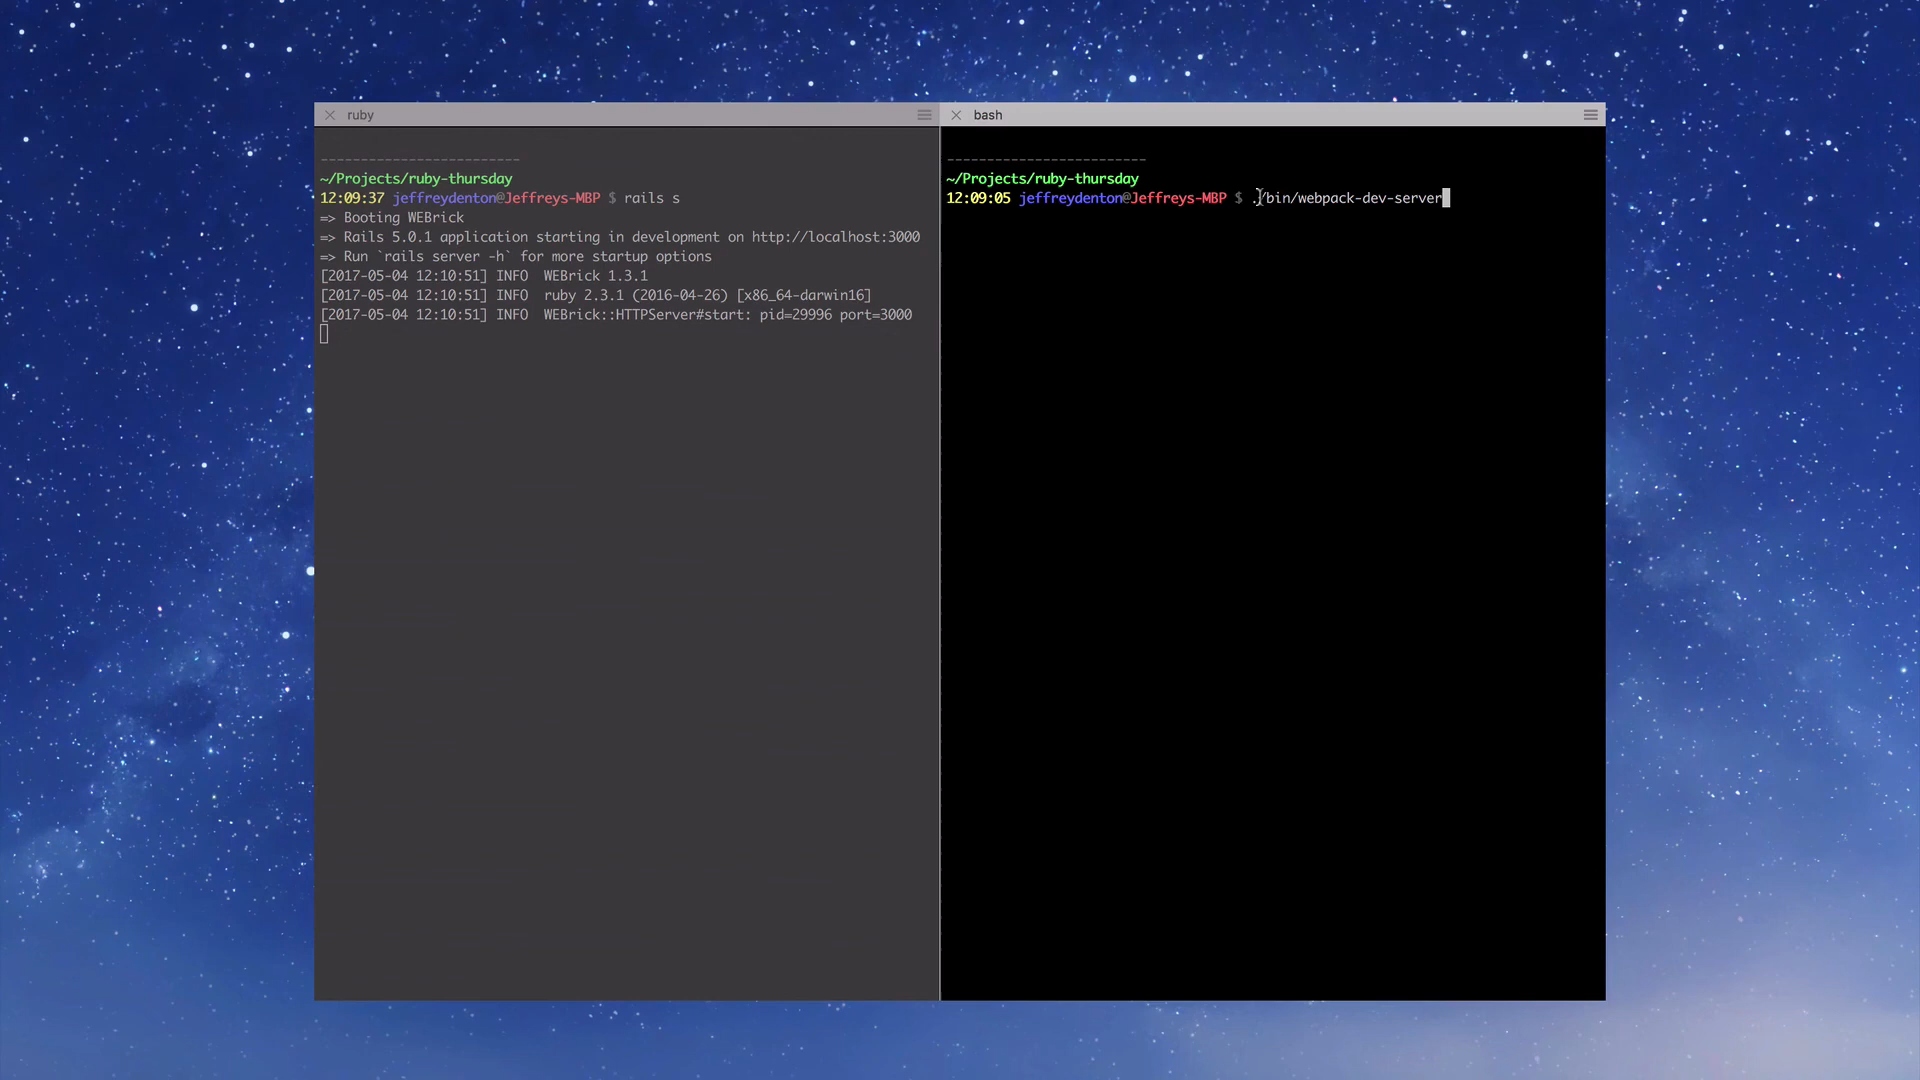 ruby
-------------------------
~/Projects/ruby-thursday
12:09:37 jeffreydenton@Jeffreys-MBP $ rails s
=> Booting WEBrick
=> Rails 5.0.1 application starting in development on http://localhost:3000
=> Run `rails server -h` for more startup options
[2017-05-04 12:10:51] INFO  WEBrick 1.3.1
[2017-05-04 12:10:51] INFO  ruby 2.3.1 (2016-04-26) [x86_64-darwin16]
[2017-05-04 12:10:51] INFO  WEBrick::HTTPServer#start: pid=29996 port=3000
bash
-------------------------
~/Projects/ruby-thursday
12:09:05 jeffreydenton@Jeffreys-MBP $ ./bin/webpack-dev-server